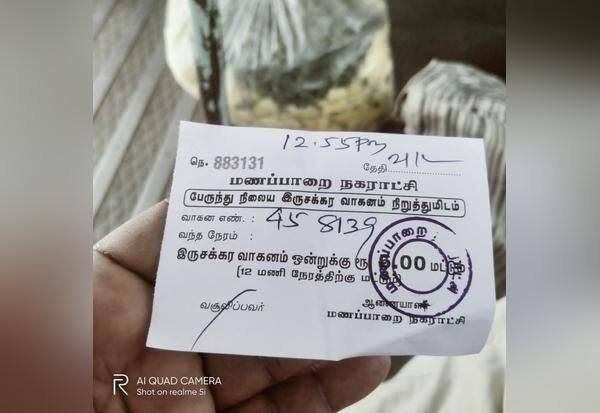 12.55pm
நெ. 883131
தேதி
மணப்பாறை நகராட்சி
பேருந்து நிலைய இருசக்கர வாகனம் நிறுத்துமிடம்
வாகன எண். : 45 8139
வந்த நேரம் :
இருசக்கர வாகனம் ஒன்றுக்கு ரூ .00 மட்டும்
(12 மணி நேரத்திற்கு மட்டும்)
வசூலிப்பவர்
ஆணையாளர்
மணப்பாறை நகராட்சி
மணப்பாறை
AI QUAD CAMERA
Shot on realme 5i